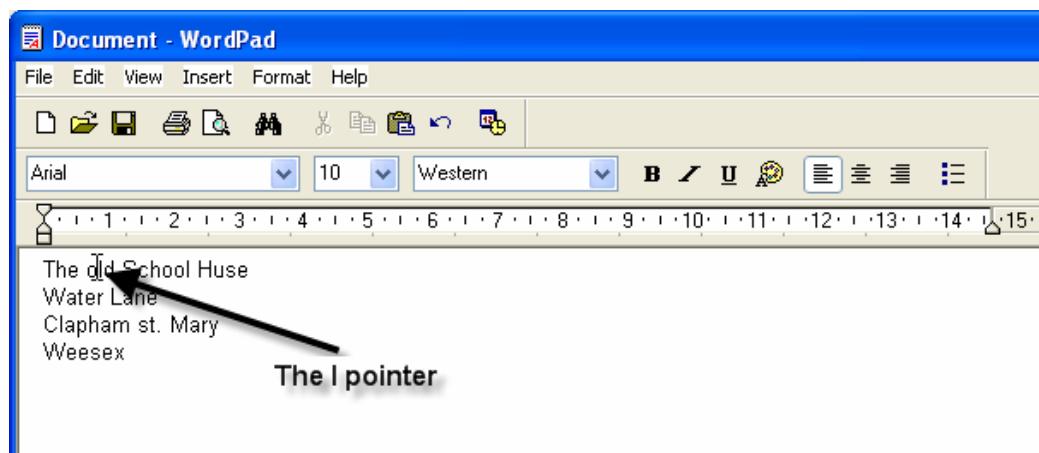 Document - WordPad
File Edit View Insert Format Help
Arial 10 Western B / U
1 2 3 4 5 6 7 8 9 10 11 12 13 14 15
The old School Huse
Water Lane
Clapham st. Mary
Weesex
The I pointer